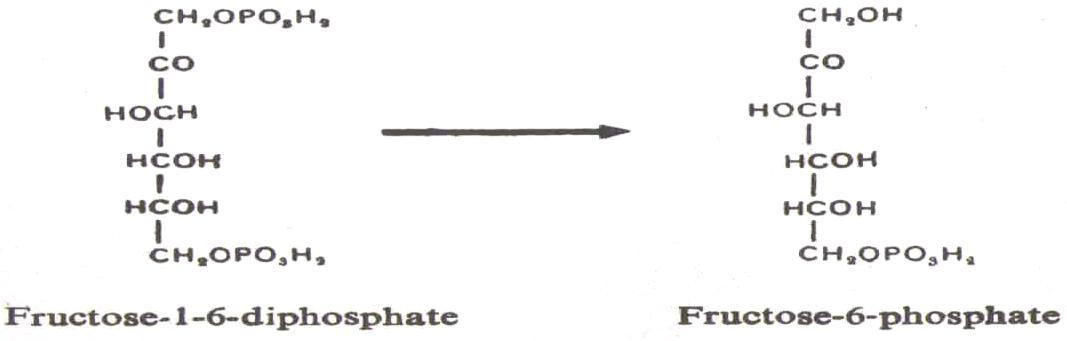 CH₂OPO₃H₂
CO
HOCH
HCOH
HCOH
CH₂OPO₃H₂
Fructose-1-6-diphosphate
CH₂OH
CO
HOCH
HCOH
HCOH
CH₂OPO₃H₂
Fructose-6-phosphate